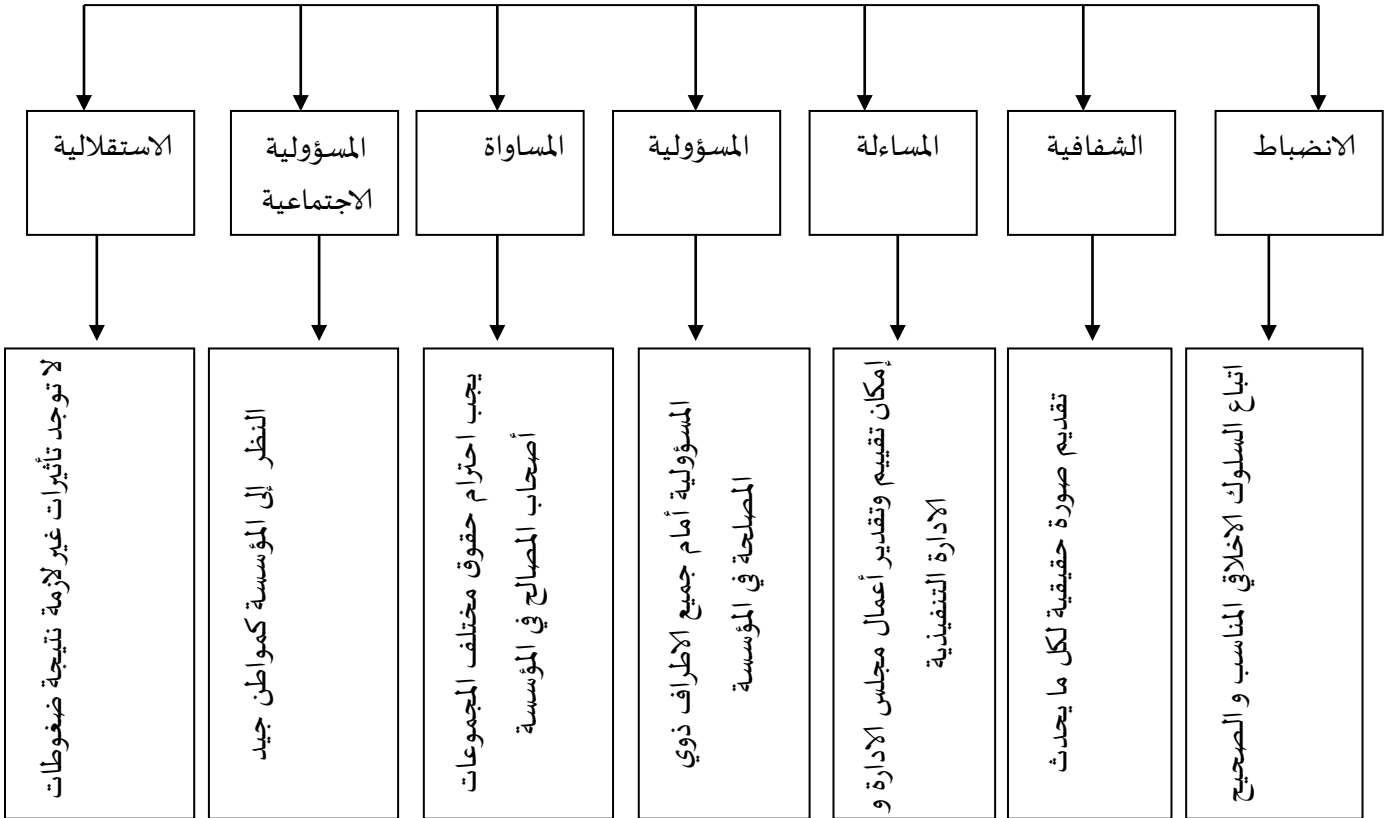 الانضباط
الشفافية
المساءلة
المسؤولية
المساواة
المسؤولية
الاجتماعية
الاستقلالية
اتباع السلوك الاخلاقي المناسب و الصحيح
تقديم صورة حقيقية لكل ما يحدث
إمكان تقييم وتقدير أعمال مجلس الادارة و
الادارة التنفيذية
المسؤولية أمام جميع الاطراف ذوي
المصلحة في المؤسسة
يجب احترام حقوق مختلف المجموعات
أصحاب المصالح في المؤسسة
النظر إلى المؤسسة كمواطن جيد
لا توجد تأثيرات غير لازمة نتيجة ضغوطات